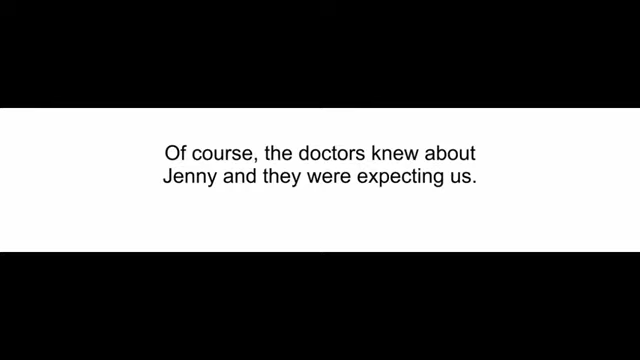 Of course, the doctors knew about
Jenny and they were expecting us.